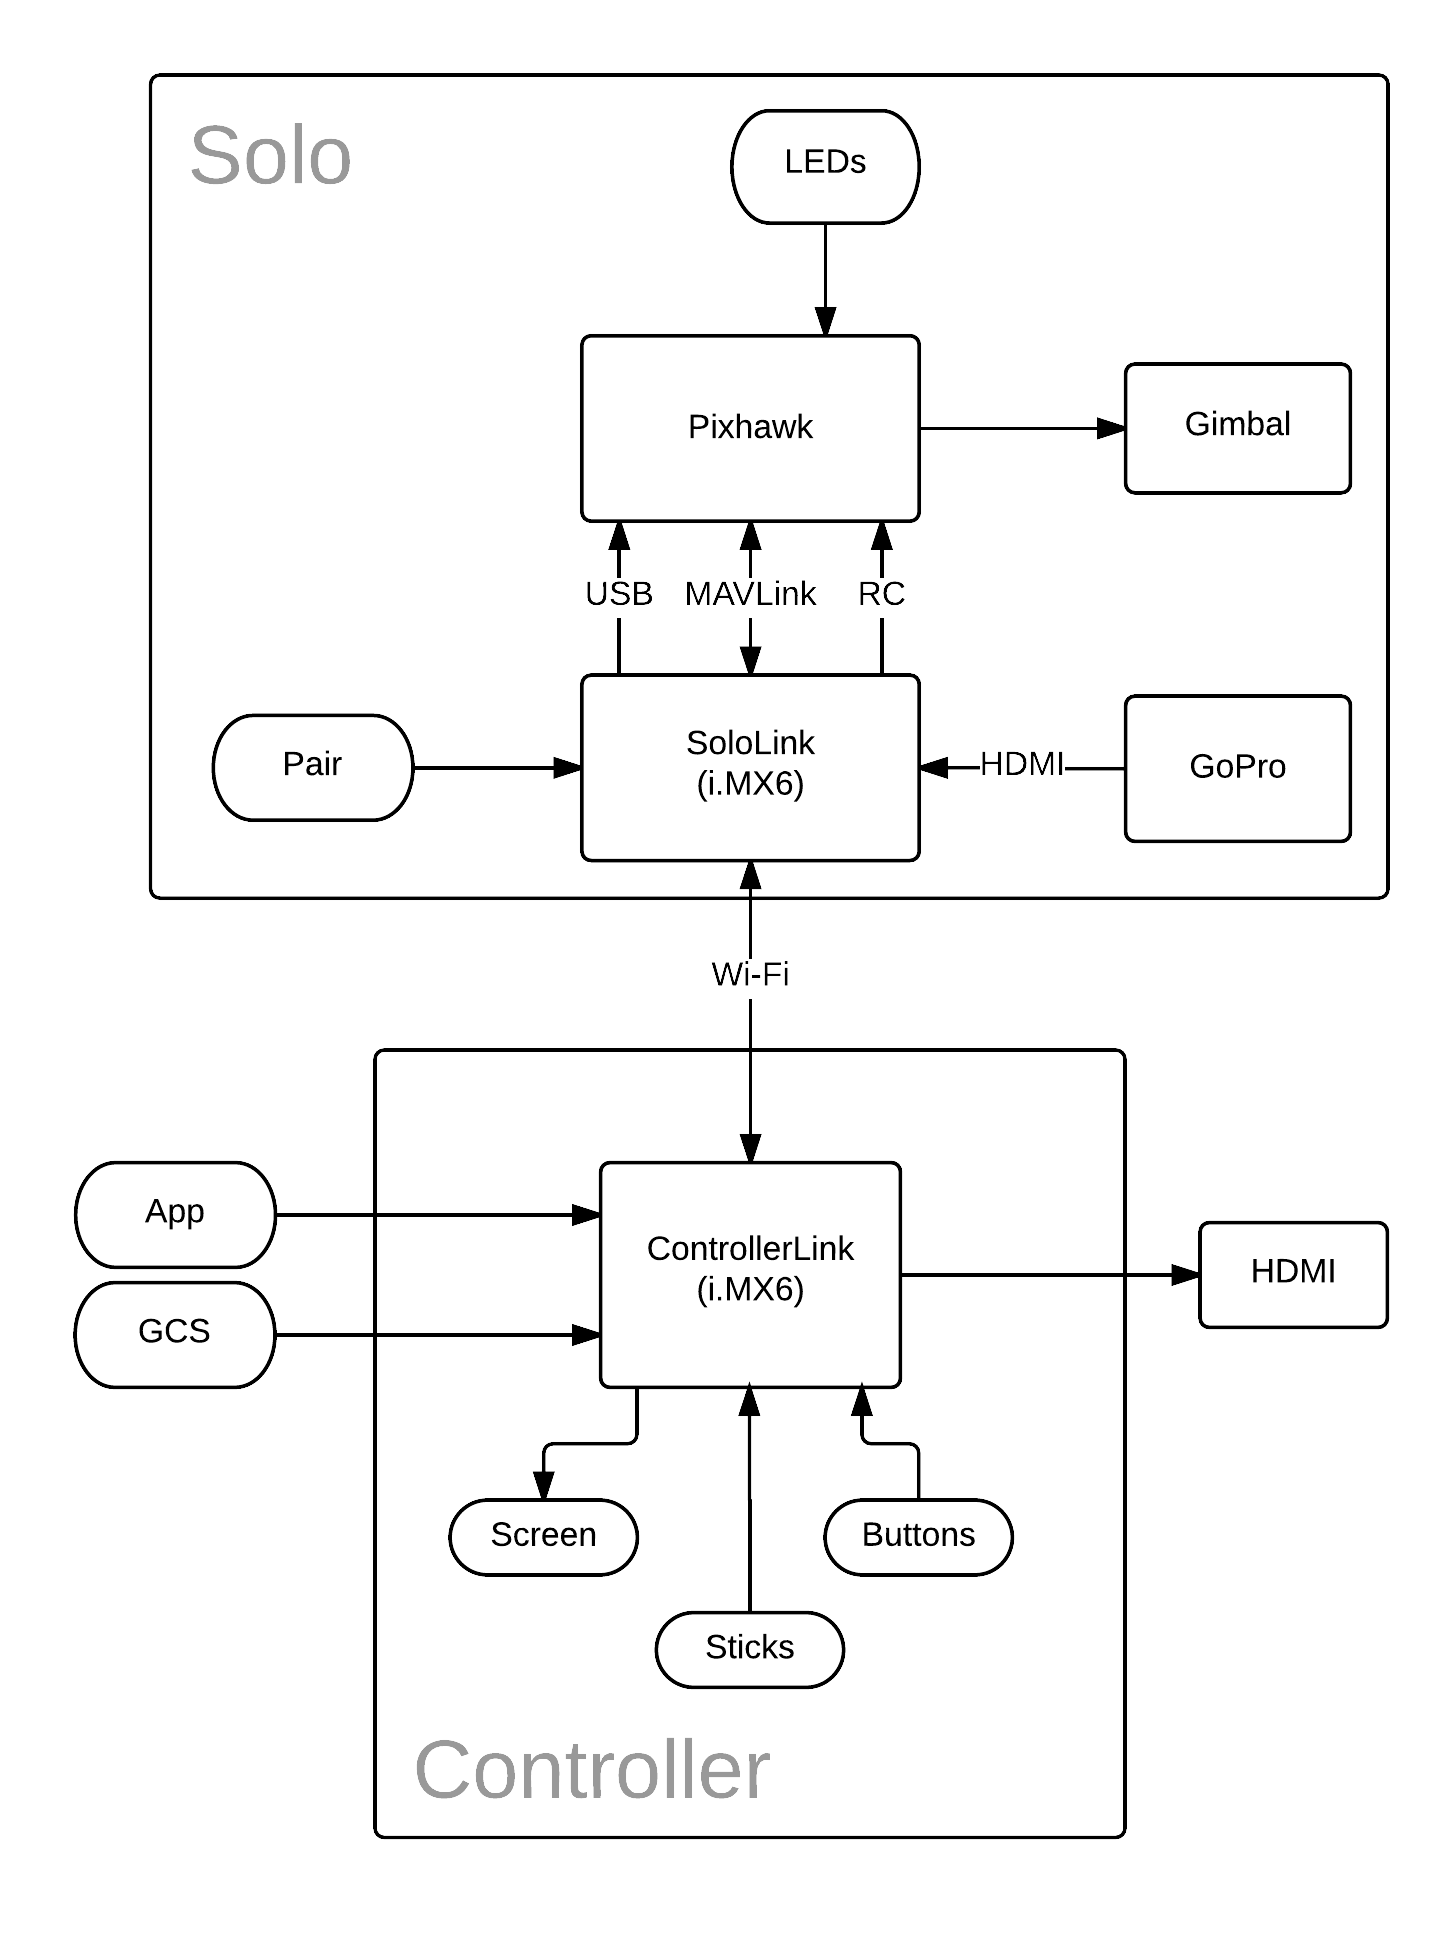 Solo
LEDs
Pixhawk
Gimbal
USB
MAVLink
RC
Pair
SoloLink
(i.MX6)
HDMI
GoPro
Wi-Fi
App
GCS
ControllerLink
(i.MX6)
HDMI
Screen
Buttons
Sticks
Controller